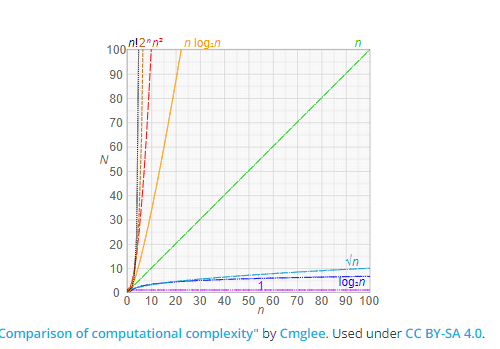 n! 2ⁿ n² n log₂n n
100
90
80
70
60
N
50
40
30
20
10
0
√n
log₂n
1
0 10 20 30 40 50 60 70 80 90 100
n
Comparison of computational complexity" by Cmglee. Used under CC BY-SA 4.0.